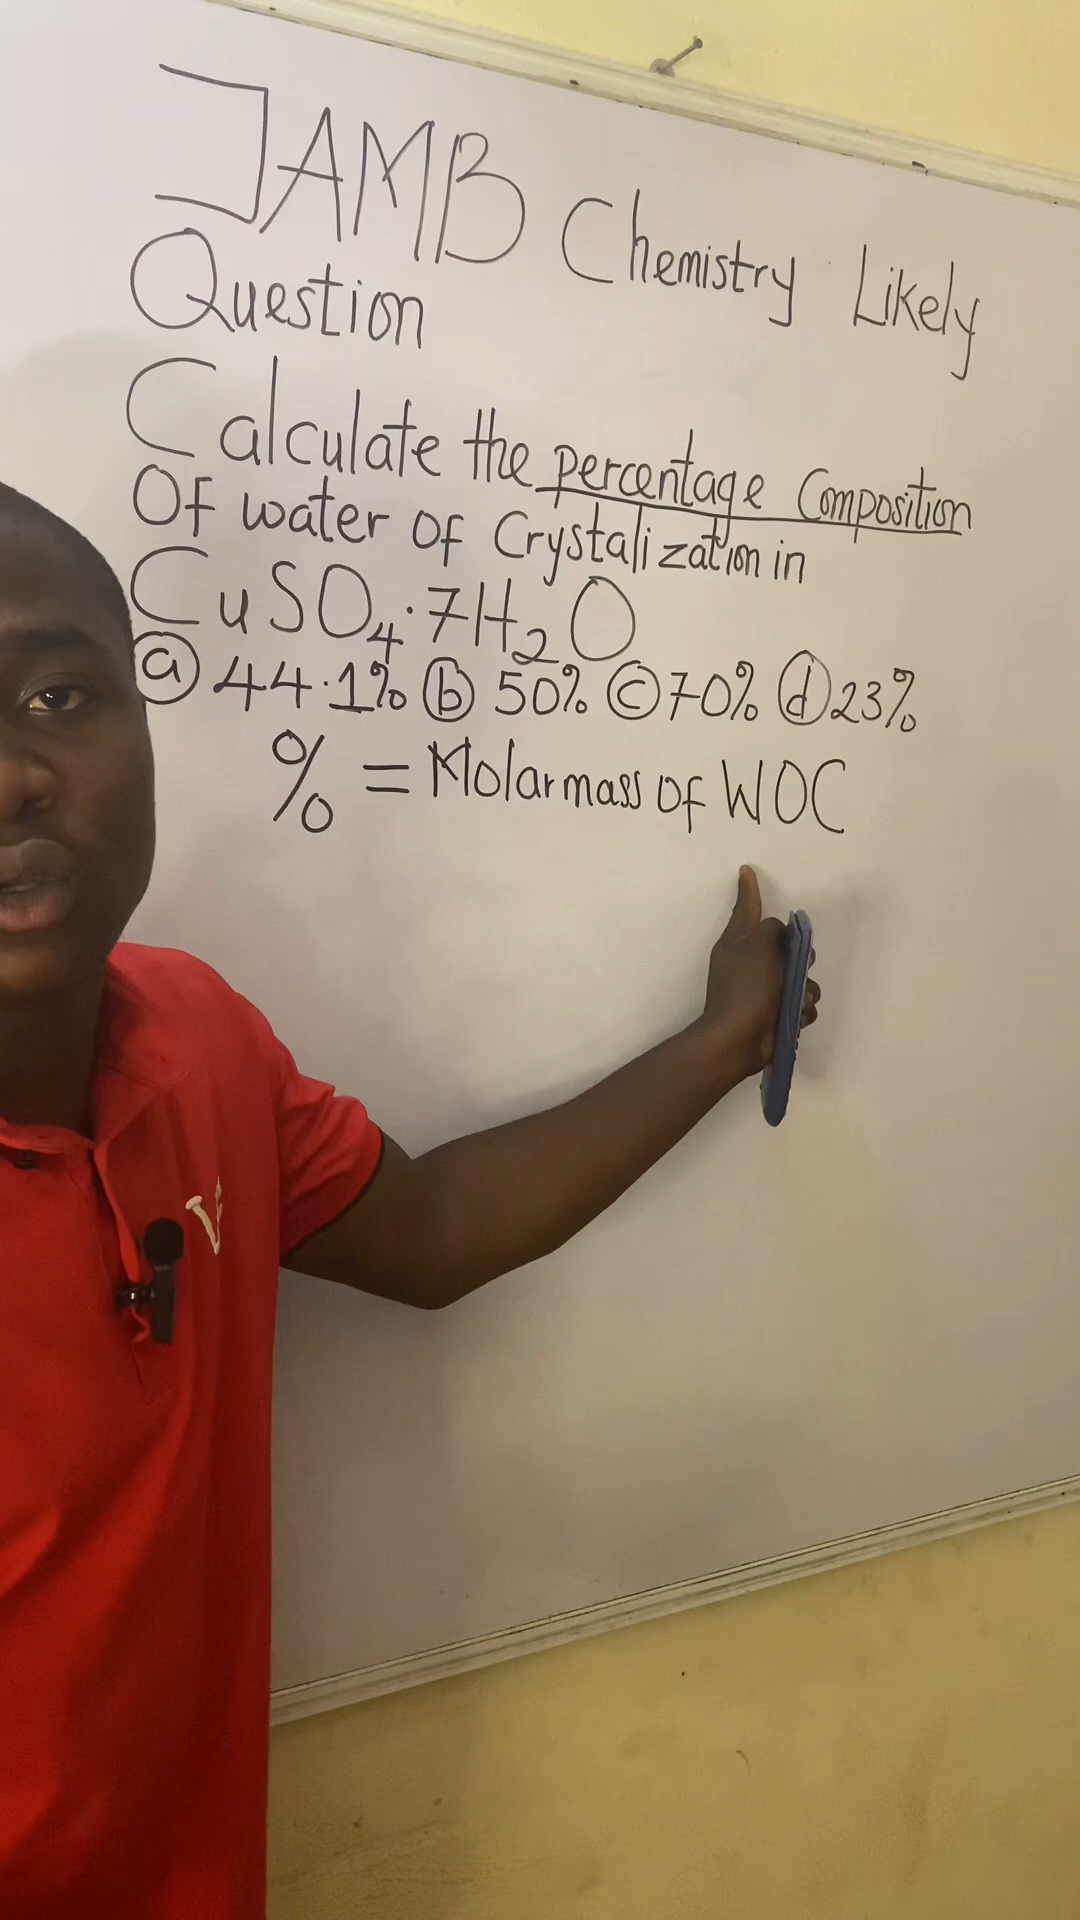 JAMB Chemistry Likely
Question
Calculate the percentage Composition
Of water of Crystalization in
CuSO₄·7H₂O
ⓐ 44.1% ⓑ 50% ⓒ 70% ⓓ 23%
% = Molar mass of WOC